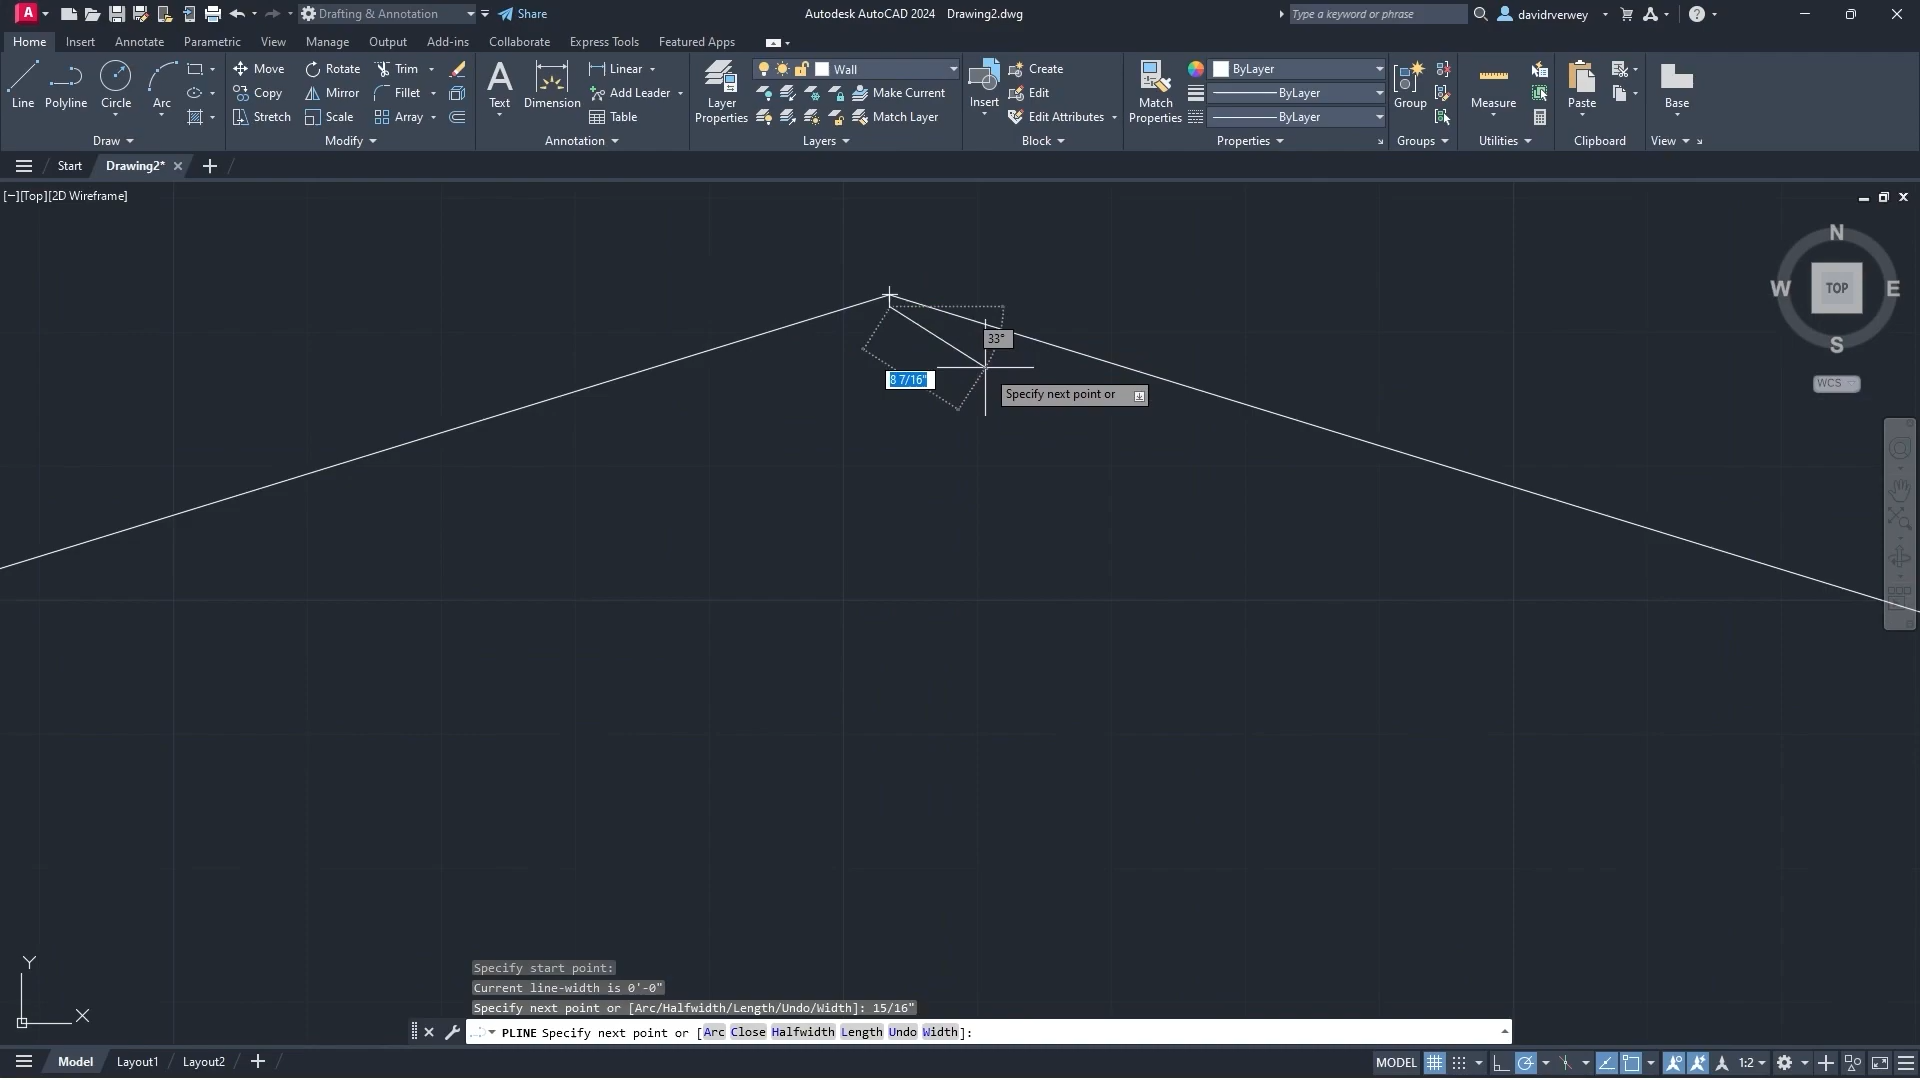 A Drafting & Annotation Share Autodesk AutoCAD 2024 Drawing2.dwg Type a keyword or phrase davidrverwey
Home Insert Annotate Parametric View Manage Output Add-ins Collaborate Express Tools Featured Apps
Line Polyline Circle Arc
Draw
Move Rotate Trim
Copy Mirror Fillet
Stretch Scale Array
Modify
Text Dimension
Linear
Add Leader
Table
Annotation
Layer Properties
Wall
Make Current
Match Layer
Layers
Insert
Create
Edit
Edit Attributes
Block
Match Properties
ByLayer
ByLayer
ByLayer
Properties
Group
Groups
Measure
Utilities
Paste
Clipboard
Base
View
Start Drawing2*
[−][Top][2D Wireframe]
N
W TOP E
S
WCS
33°
8 7/16"
Specify next point or
Y
X
Specify start point:
Current line-width is 0'-0"
Specify next point or [Arc/Halfwidth/Length/Undo/Width]: 15/16"
PLINE Specify next point or [Arc Close Halfwidth Length Undo Width]:
Model Layout1 Layout2
MODEL 1:2